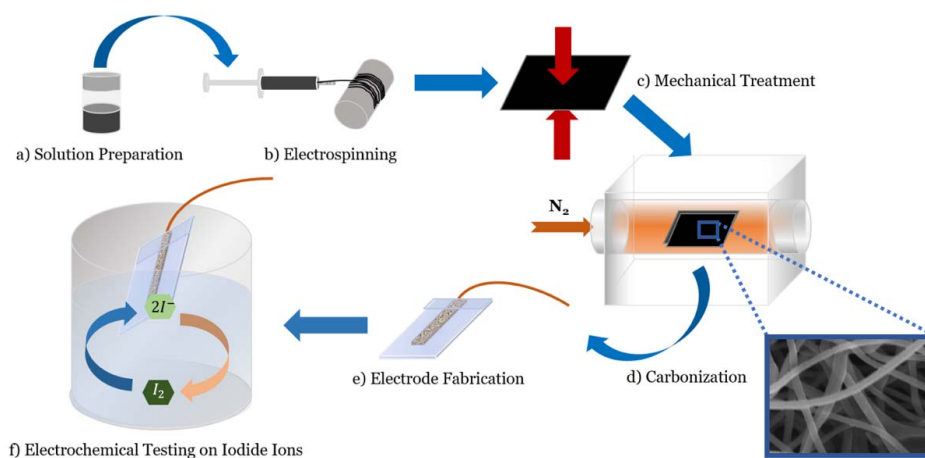 a) Solution Preparation
b) Electrospinning
c) Mechanical Treatment
N₂
d) Carbonization
e) Electrode Fabrication
2I⁻
I₂
f) Electrochemical Testing on Iodide Ions